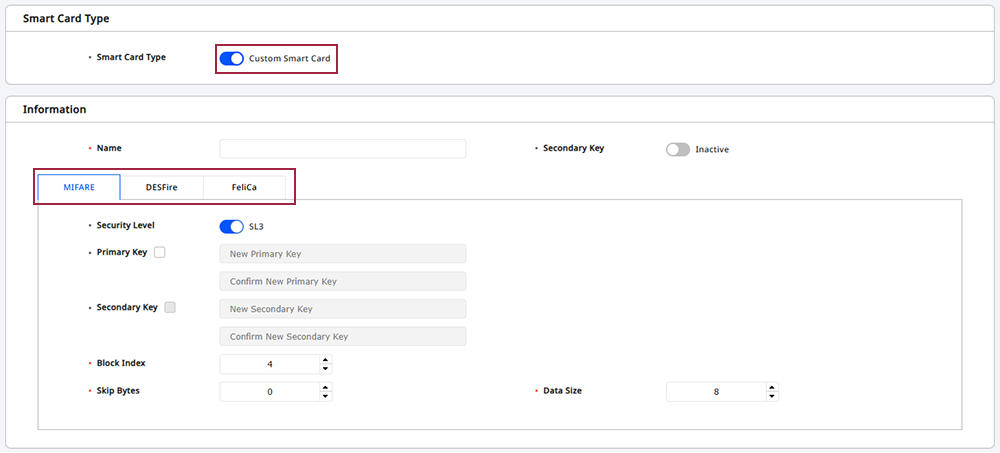 Smart Card Type
• Smart Card Type Custom Smart Card
Information
• Name • Secondary Key Inactive
MIFARE DESFire FeliCa
• Security Level SL3
• Primary Key New Primary Key
Confirm New Primary Key
• Secondary Key New Secondary Key
Confirm New Secondary Key
• Block Index 4
• Skip Bytes 0 • Data Size 8